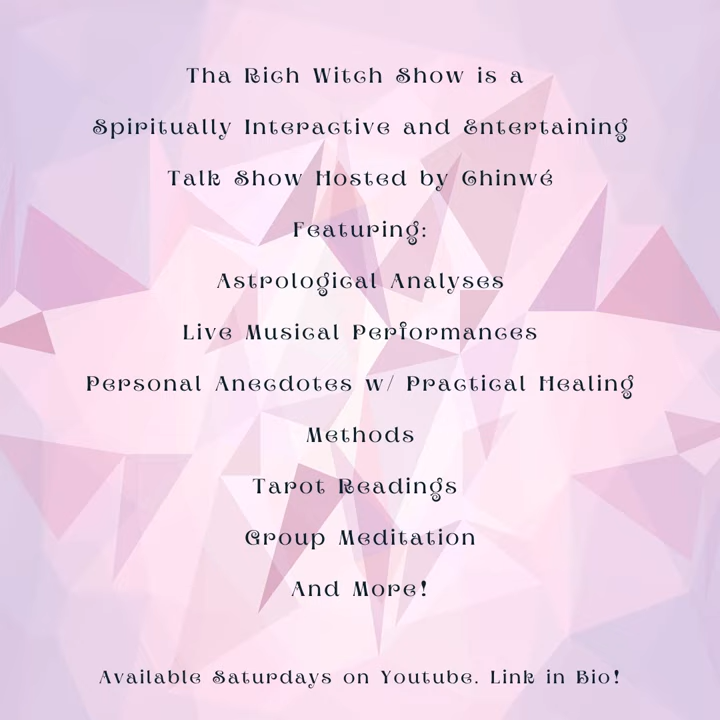 Tha Rich Witch Show is a
Spiritually Interactive and Entertaining
Talk Show Hosted by Chinwé
Featuring:
Astrological Analyses
Live Musical Performances
Personal Anecdotes w/ Practical Healing
Methods
Tarot Readings
Group Meditation
And More!
Available Saturdays on Youtube. Link in Bio!